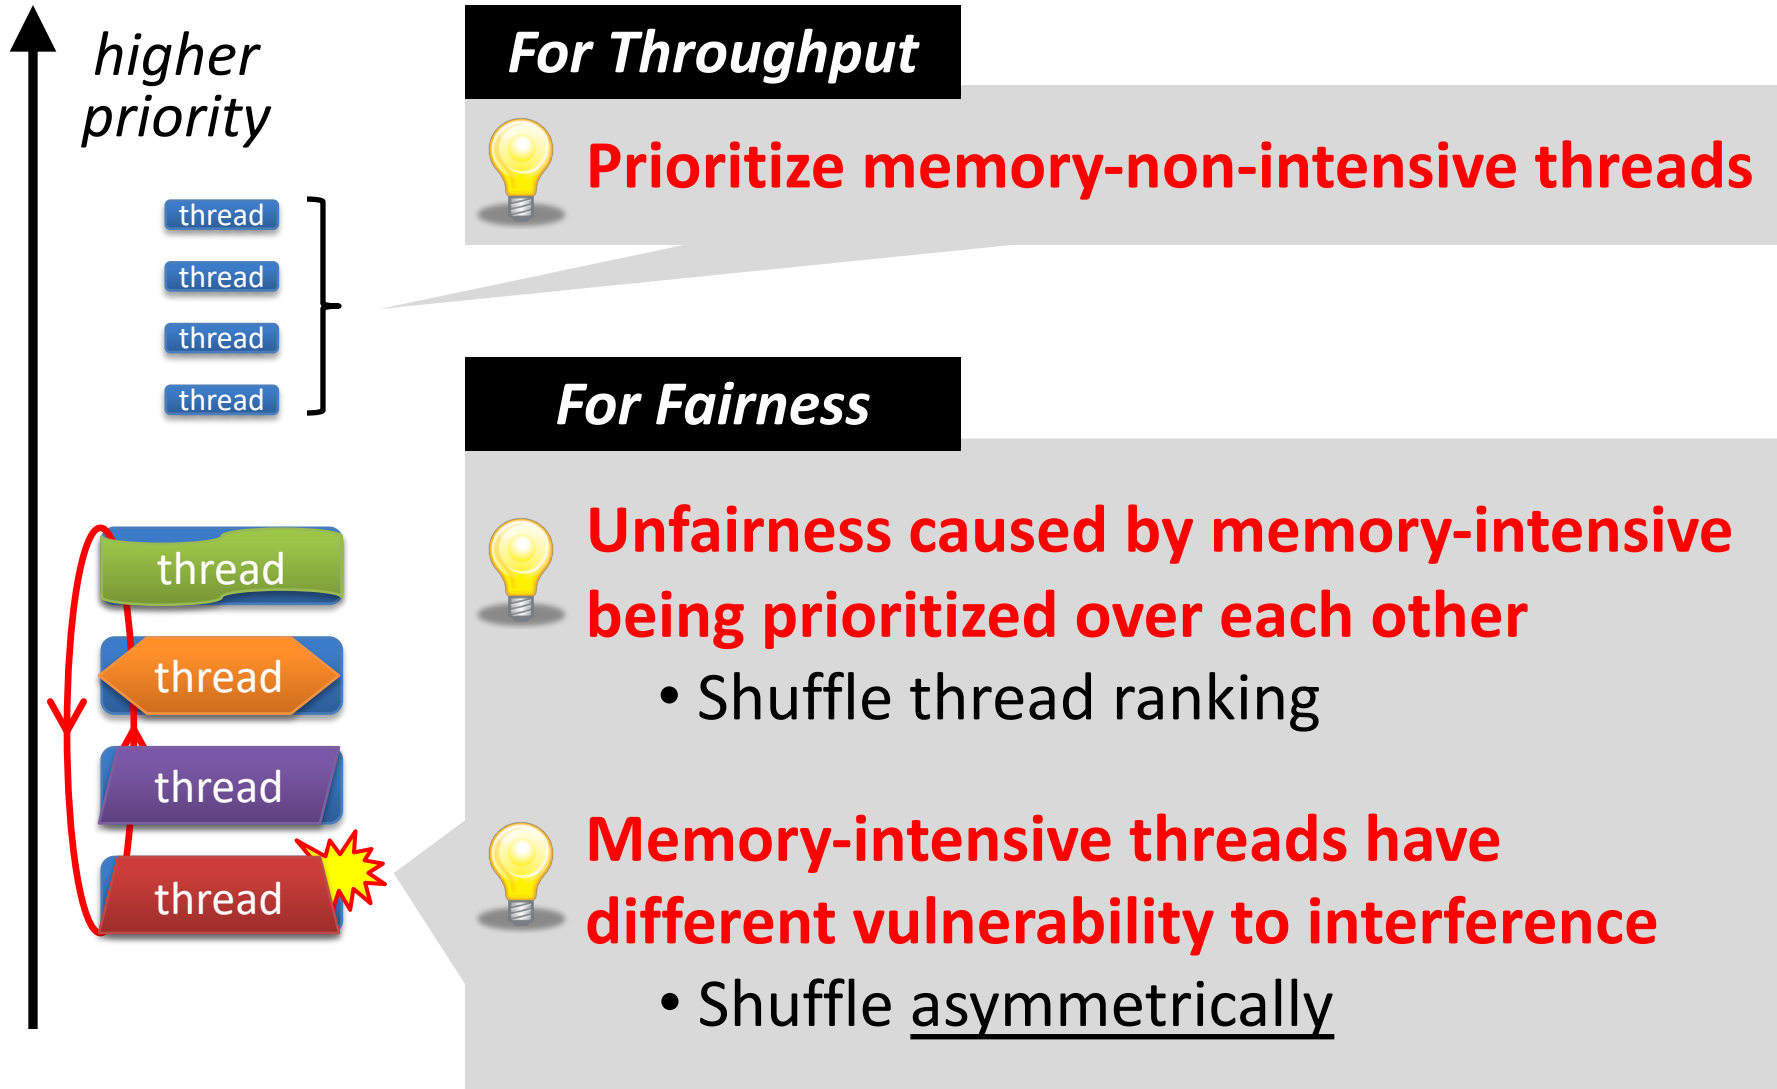 higher
priority
thread
thread
thread
thread
thread
thread
thread
thread
For Throughput
Prioritize memory-non-intensive threads
For Fairness
Unfairness caused by memory-intensive
being prioritized over each other
• Shuffle thread ranking
Memory-intensive threads have
different vulnerability to interference
• Shuffle asymmetrically